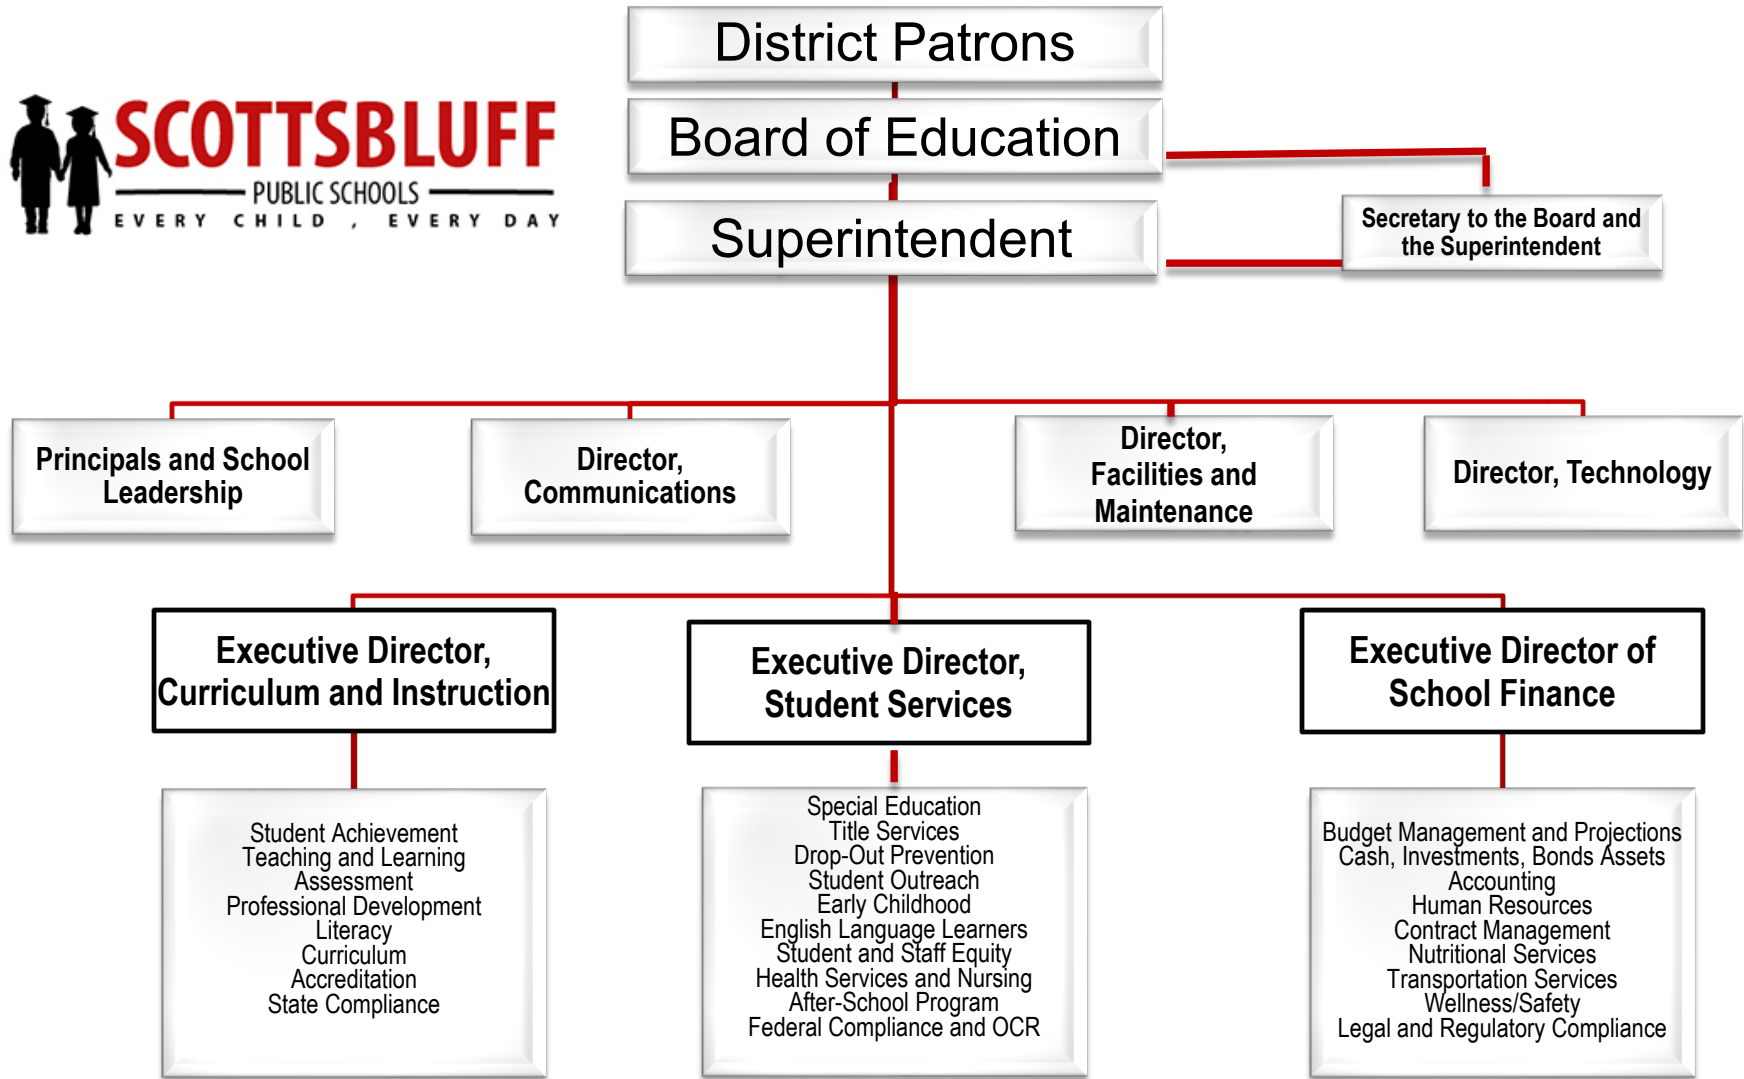 District Patrons
SCOTTSBLUFF
PUBLIC SCHOOLS
EVERY CHILD , EVERY DAY
Board of Education
Superintendent
Secretary to the Board and
the Superintendent
Principals and School
Leadership
Director,
Communications
Director,
Facilities and
Maintenance
Director, Technology
Executive Director,
Curriculum and Instruction
Executive Director,
Student Services
Executive Director of
School Finance
Student Achievement
Teaching and Learning
Assessment
Professional Development
Literacy
Curriculum
Accreditation
State Compliance
Special Education
Title Services
Drop-Out Prevention
Student Outreach
Early Childhood
English Language Learners
Student and Staff Equity
Health Services and Nursing
After-School Program
Federal Compliance and OCR
Budget Management and Projections
Cash, Investments, Bonds Assets
Accounting
Human Resources
Contract Management
Nutritional Services
Transportation Services
Wellness/Safety
Legal and Regulatory Compliance